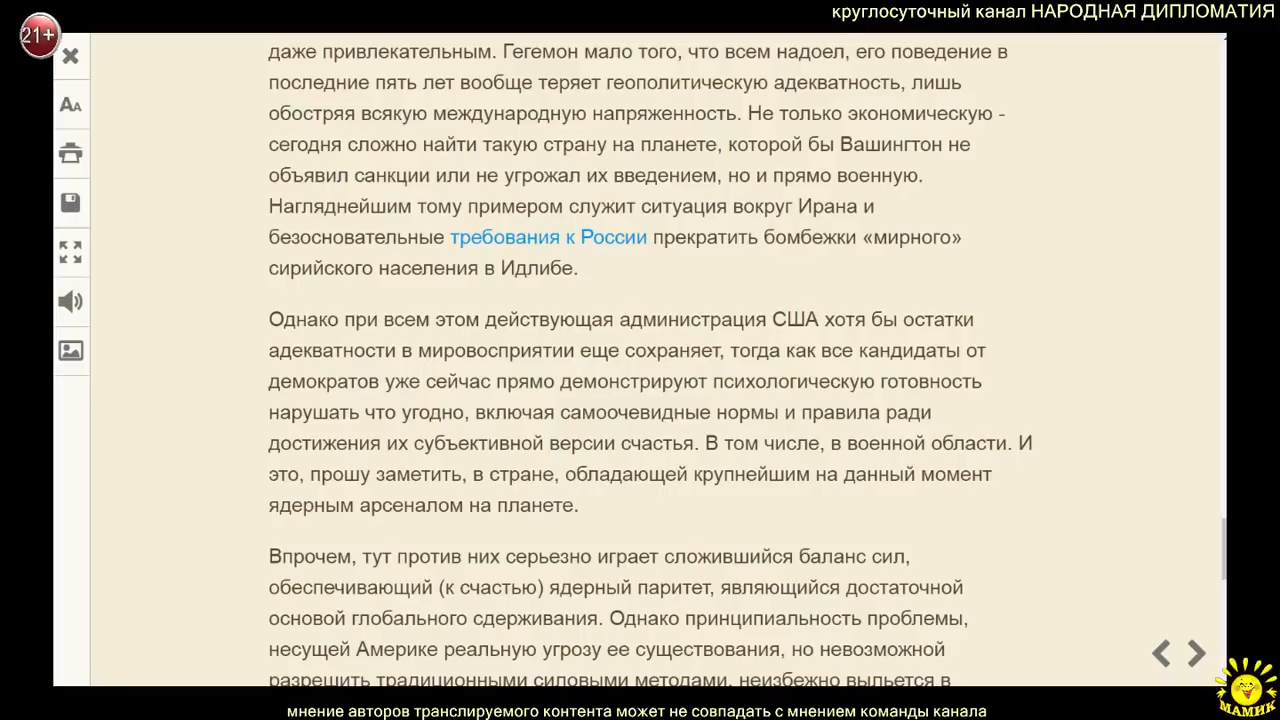 круглосуточный канал НАРОДНАЯ ДИПЛОМАТИЯ
21+
даже привлекательным. Гегемон мало того, что всем надоел, его поведение в
последние пять лет вообще теряет геополитическую адекватность, лишь
обостряя всякую международную напряженность. Не только экономическую -
сегодня сложно найти такую страну на планете, которой бы Вашингтон не
объявил санкции или не угрожал их введением, но и прямо военную.
Нагляднейшим тому примером служит ситуация вокруг Ирана и
безосновательные требования к России прекратить бомбежки «мирного»
сирийского населения в Идлибе.
Однако при всем этом действующая администрация США хотя бы остатки
адекватности в мировосприятии еще сохраняет, тогда как все кандидаты от
демократов уже сейчас прямо демонстрируют психологическую готовность
нарушать что угодно, включая самоочевидные нормы и правила ради
достижения их субъективной версии счастья. В том числе, в военной области. И
это, прошу заметить, в стране, обладающей крупнейшим на данный момент
ядерным арсеналом на планете.
Впрочем, тут против них серьезно играет сложившийся баланс сил,
обеспечивающий (к счастью) ядерный паритет, являющийся достаточной
основой глобального сдерживания. Однако принципиальность проблемы,
несущей Америке реальную угрозу ее существования, но невозможной
разрешить традиционными силовыми методами, неизбежно выльется в
МАМИК
мнение авторов транслируемого контента может не совпадать с мнением команды канала